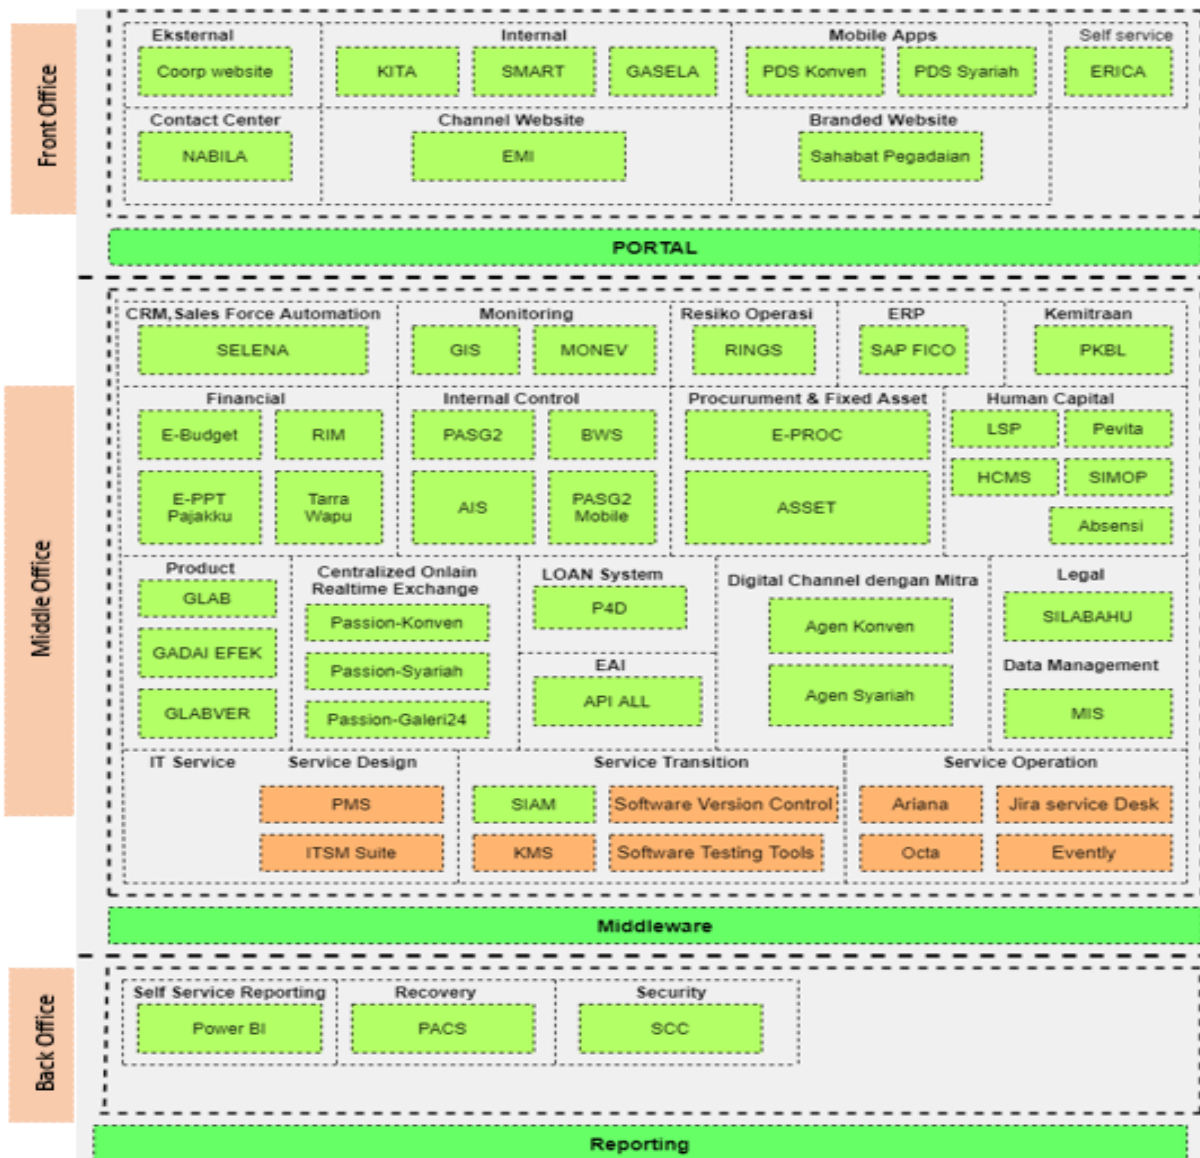 Front Office
Eksternal
Coorp website
Internal
KITA
SMART
GASELA
Mobile Apps
PDS Konven
PDS Syariah
Self service
ERICA
Contact Center
NABILA
Channel Website
EMI
Branded Website
Sahabat Pegadaian
PORTAL
Middle Office
CRM,Sales Force Automation
SELENA
Monitoring
GIS
MONEV
Resiko Operasi
RINGS
ERP
SAP FICO
Kemitraan
PKBL
Financial
E-Budget
RIM
E-PPT
Pajakku
Tarra
Wapu
Internal Control
PASG2
BWS
AIS
PASG2
Mobile
Procurument & Fixed Asset
E-PROC
ASSET
Human Capital
LSP
Pevita
HCMS
SIMOP
Absensi
Product
GLAB
GADAI EFEK
GLABVER
Centralized Onlain
Realtime Exchange
Passion-Konven
Passion-Syariah
Passion-Galeri24
LOAN System
P4D
EAI
API ALL
Digital Channel dengan Mitra
Agen Konven
Agen Syariah
Legal
SILABAHU
Data Management
MIS
IT Service
Service Design
PMS
ITSM Suite
Service Transition
SIAM
Software Version Control
KMS
Software Testing Tools
Service Operation
Ariana
Jira service Desk
Octa
Evently
Middleware
Back Office
Self Service Reporting
Power BI
Recovery
PACS
Security
SCC
Reporting